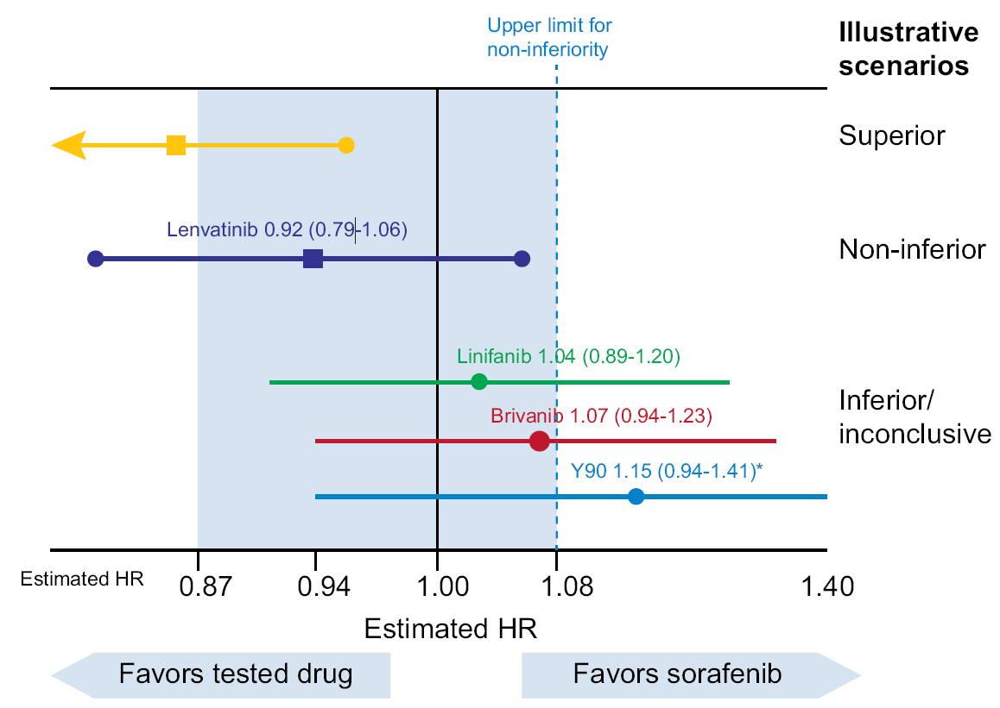 Upper limit for
non-inferiority
Illustrative
scenarios
Superior
Lenvatinib 0.92 (0.79-1.06)
Non-inferior
Linifanib 1.04 (0.89-1.20)
Brivanib 1.07 (0.94-1.23)
Inferior/
inconclusive
Y90 1.15 (0.94-1.41)*
Estimated HR
0.87 0.94 1.00 1.08 1.40
Estimated HR
Favors tested drug Favors sorafenib